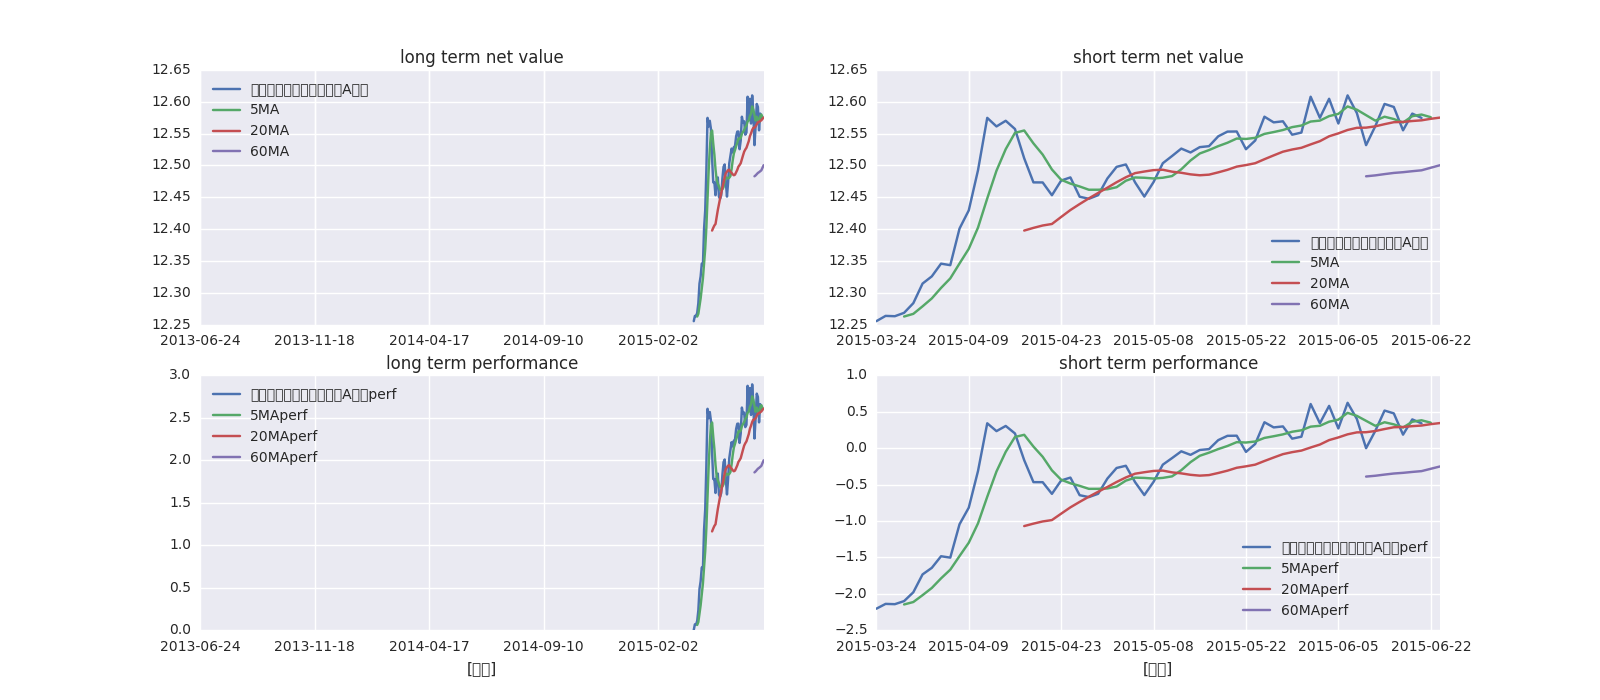 long term net value
12.65
12.60
12.55
12.50
12.45
12.40
12.35
12.30
12.25
A
5MA
20MA
60MA
2013-06-24 2013-11-18 2014-04-17 2014-09-10 2015-02-02
short term net value
12.65
12.60
12.55
12.50
12.45
12.40
12.35
12.30
12.25
A
5MA
20MA
60MA
2015-03-24 2015-04-09 2015-04-23 2015-05-08 2015-05-22 2015-06-05 2015-06-22
long term performance
3.0
2.5
2.0
1.5
1.0
0.5
0.0
A perf
5MAperf
20MAperf
60MAperf
2013-06-24 2013-11-18 2014-04-17 2014-09-10 2015-02-02
[ ]
short term performance
1.0
0.5
0.0
−0.5
−1.0
−1.5
−2.0
−2.5
A perf
5MAperf
20MAperf
60MAperf
2015-03-24 2015-04-09 2015-04-23 2015-05-08 2015-05-22 2015-06-05 2015-06-22
[ ]